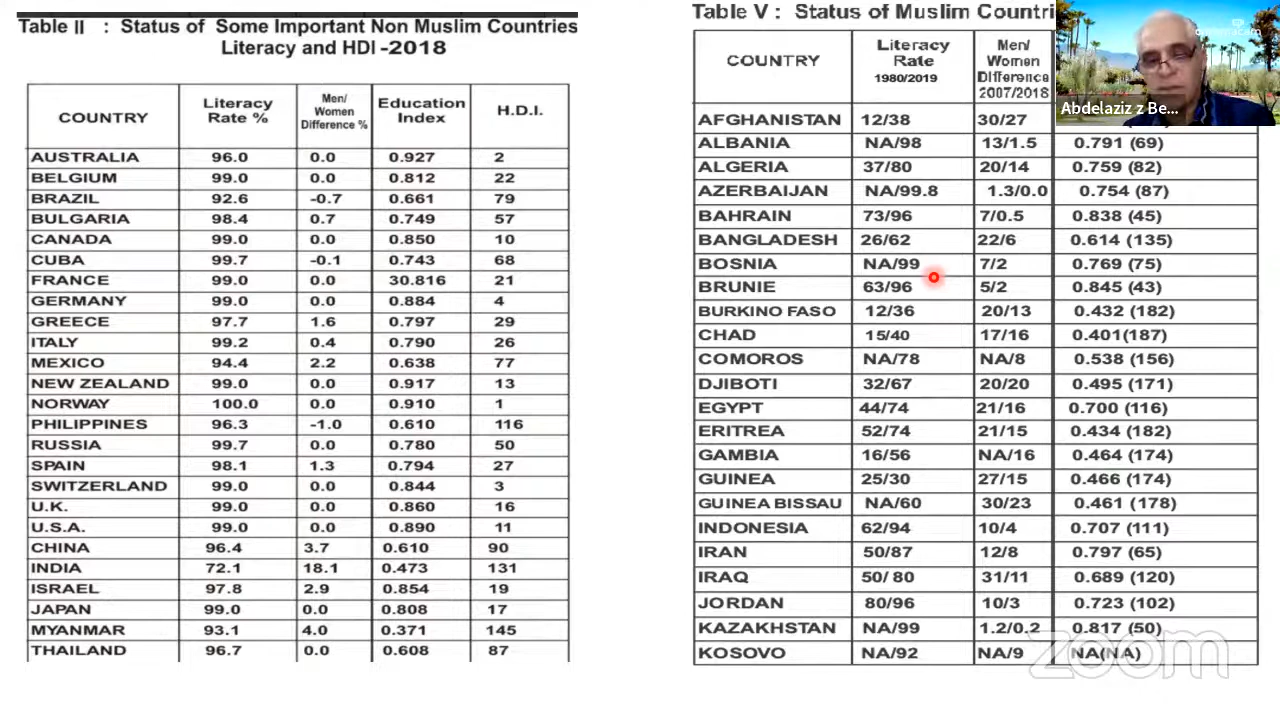 Table II : Status of Some Important Non Muslim Countries
Literacy and HDI -2018
COUNTRY Literacy Rate % Men/ Women Difference % Education Index H.D.I.
AUSTRALIA 96.0 0.0 0.927 2
BELGIUM 99.0 0.0 0.812 22
BRAZIL 92.6 -0.7 0.661 79
BULGARIA 98.4 0.7 0.749 57
CANADA 99.0 0.0 0.850 10
CUBA 99.7 -0.1 0.743 68
FRANCE 99.0 0.0 30.816 21
GERMANY 99.0 0.0 0.884 4
GREECE 97.7 1.6 0.797 29
ITALY 99.2 0.4 0.790 26
MEXICO 94.4 2.2 0.638 77
NEW ZEALAND 99.0 0.0 0.917 13
NORWAY 100.0 0.0 0.910 1
PHILIPPINES 96.3 -1.0 0.610 116
RUSSIA 99.7 0.0 0.780 50
SPAIN 98.1 1.3 0.794 27
SWITZERLAND 99.0 0.0 0.844 3
U.K. 99.0 0.0 0.860 16
U.S.A. 99.0 0.0 0.890 11
CHINA 96.4 3.7 0.610 90
INDIA 72.1 18.1 0.473 131
ISRAEL 97.8 2.9 0.854 19
JAPAN 99.0 0.0 0.808 17
MYANMAR 93.1 4.0 0.371 145
THAILAND 96.7 0.0 0.608 87
Table V : Status of Muslim Countri
COUNTRY Literacy Rate 1980/2019 Men/ Women Difference 2007/2018
AFGHANISTAN 12/38 30/27
ALBANIA NA/98 13/1.5 0.791 (69)
ALGERIA 37/80 20/14 0.759 (82)
AZERBAIJAN NA/99.8 1.3/0.0 0.754 (87)
BAHRAIN 73/96 7/0.5 0.838 (45)
BANGLADESH 26/62 22/6 0.614 (135)
BOSNIA NA/99 7/2 0.769 (75)
BRUNIE 63/96 5/2 0.845 (43)
BURKINO FASO 12/36 20/13 0.432 (182)
CHAD 15/40 17/16 0.401(187)
COMOROS NA/78 NA/8 0.538 (156)
DJIBOTI 32/67 20/20 0.495 (171)
EGYPT 44/74 21/16 0.700 (116)
ERITREA 52/74 21/15 0.434 (182)
GAMBIA 16/56 NA/16 0.464 (174)
GUINEA 25/30 27/15 0.466 (174)
GUINEA BISSAU NA/60 30/23 0.461 (178)
INDONESIA 62/94 10/4 0.707 (111)
IRAN 50/87 12/8 0.797 (65)
IRAQ 50/ 80 31/11 0.689 (120)
JORDAN 80/96 10/3 0.723 (102)
KAZAKHSTAN NA/99 1.2/0.2 0.817 (50)
KOSOVO NA/92 NA/9 NA(NA)
Abdelaziz z Be...
zoom